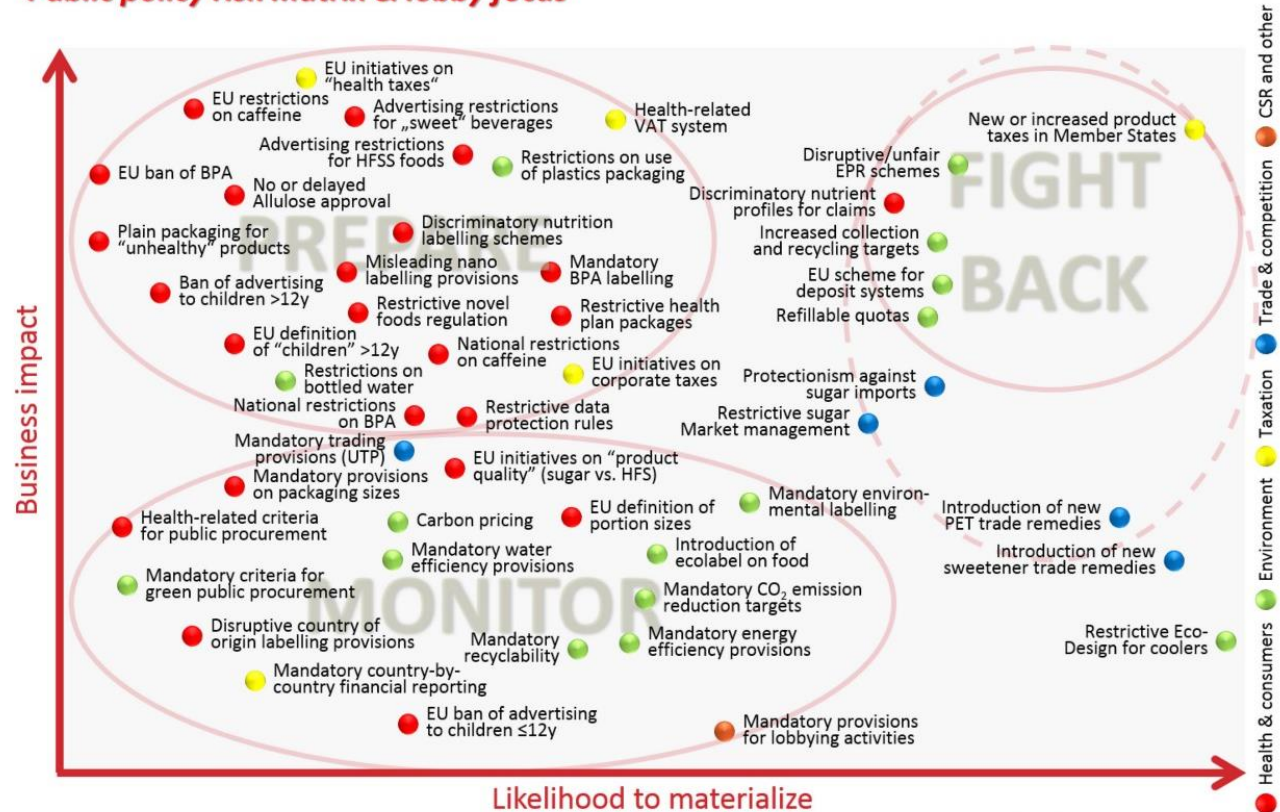 Public policy risk matrix & lobby focus
EU initiatives on
“health taxes“
EU restrictions
on caffeine
Advertising restrictions
for „sweet“ beverages
Health-related
VAT system
New or increased product
taxes in Member States
Advertising restrictions
for HFSS foods
Restrictions on use
of plastics packaging
Disruptive/unfair
EPR schemes
EU ban of BPA
No or delayed
Allulose approval
Discriminatory nutrient
profiles for claims
FIGHT
BACK
PREPARE
Plain packaging for
“unhealthy” products
Discriminatory nutrition
labelling schemes
Increased collection
and recycling targets
Misleading nano
labelling provisions
Mandatory
BPA labelling
EU scheme for
deposit systems
Ban of advertising
to children >12y
Restrictive novel
foods regulation
Restrictive health
plan packages
Refillable quotas
EU definition
of “children” >12y
National restrictions
on caffeine
EU initiatives on
corporate taxes
Restrictions on
bottled water
Protectionism against
sugar imports
National restrictions
on BPA
Restrictive data
protection rules
Restrictive sugar
Market management
Mandatory trading
provisions (UTP)
EU initiatives on “product
quality” (sugar vs. HFS)
Mandatory provisions
on packaging sizes
EU definition of
portion sizes
Mandatory environ-
mental labelling
Introduction of new
PET trade remedies
Health-related criteria
for public procurement
Carbon pricing
Mandatory water
efficiency provisions
Introduction of
ecolabel on food
Introduction of new
sweetener trade remedies
Mandatory criteria for
green public procurement
MONITOR
Mandatory CO₂ emission
reduction targets
Disruptive country of
origin labelling provisions
Mandatory
recyclability
Mandatory energy
efficiency provisions
Restrictive Eco-
Design for coolers
Mandatory country-by-
country financial reporting
EU ban of advertising
to children ≤12y
Mandatory provisions
for lobbying activities
Business impact
Likelihood to materialize
Health & consumers
Environment
Taxation
Trade & competition
CSR and other